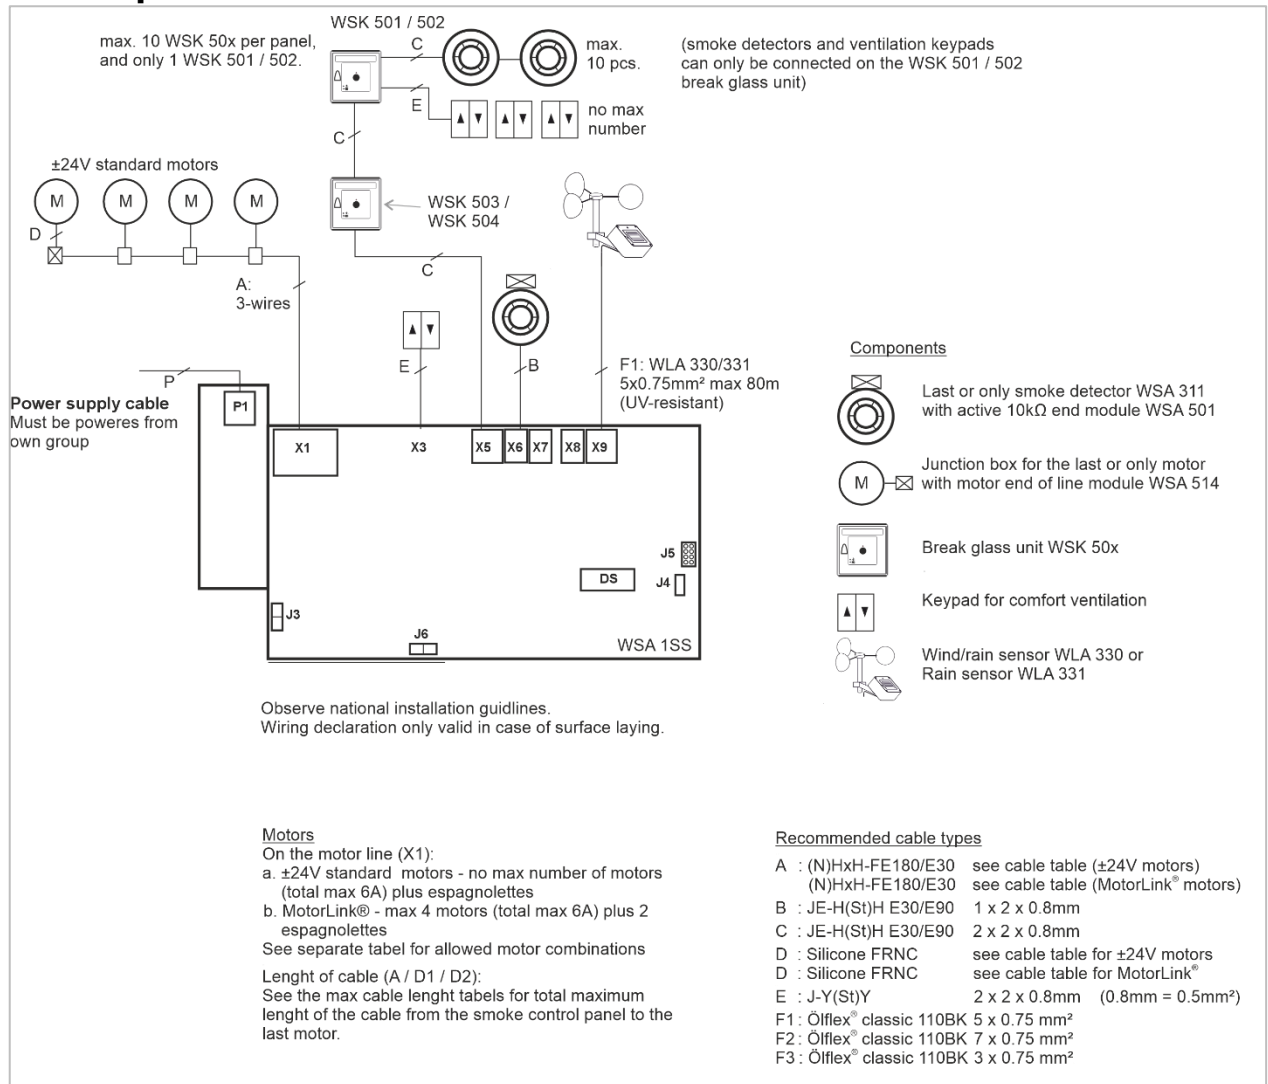 WSK 501 / 502
max. 10 WSK 50x per panel,
and only 1 WSK 501 / 502.
C
max.
10 pcs.
(smoke detectors and ventilation keypads
can only be connected on the WSK 501 / 502
break glass unit)
E
no max
number
C
±24V standard motors
M
M
M
M
WSK 503 /
WSK 504
D
C
A:
3-wires
E
B
F1: WLA 330/331
5x0.75mm² max 80m
(UV-resistant)
P
Power supply cable
Must be poweres from
own group
P1
X1
X3
X5
X6
X7
X8
X9
J5
DS
J4
J3
J6
WSA 1SS
Components
Last or only smoke detector WSA 311
with active 10kΩ end module WSA 501
M
Junction box for the last or only motor
with motor end of line module WSA 514
Break glass unit WSK 50x
Keypad for comfort ventilation
Wind/rain sensor WLA 330 or
Rain sensor WLA 331
Observe national installation guidlines.
Wiring declaration only valid in case of surface laying.
Motors
On the motor line (X1):
a. ±24V standard motors - no max number of motors
(total max 6A) plus espagnolettes
b. MotorLink® - max 4 motors (total max 6A) plus 2
espagnolettes
See separate tabel for allowed motor combinations
Lenght of cable (A / D1 / D2):
See the max cable lenght tabels for total maximum
lenght of the cable from the smoke control panel to the
last motor.
Recommended cable types
A : (N)HxH-FE180/E30 see cable table (±24V motors)
(N)HxH-FE180/E30 see cable table (MotorLink® motors)
B : JE-H(St)H E30/E90 1 x 2 x 0.8mm
C : JE-H(St)H E30/E90 2 x 2 x 0.8mm
D : Silicone FRNC see cable table for ±24V motors
D : Silicone FRNC see cable table for MotorLink®
E : J-Y(St)Y 2 x 2 x 0.8mm (0.8mm = 0.5mm²)
F1: Ölflex® classic 110BK 5 x 0.75 mm²
F2: Ölflex® classic 110BK 7 x 0.75 mm²
F3: Ölflex® classic 110BK 3 x 0.75 mm²